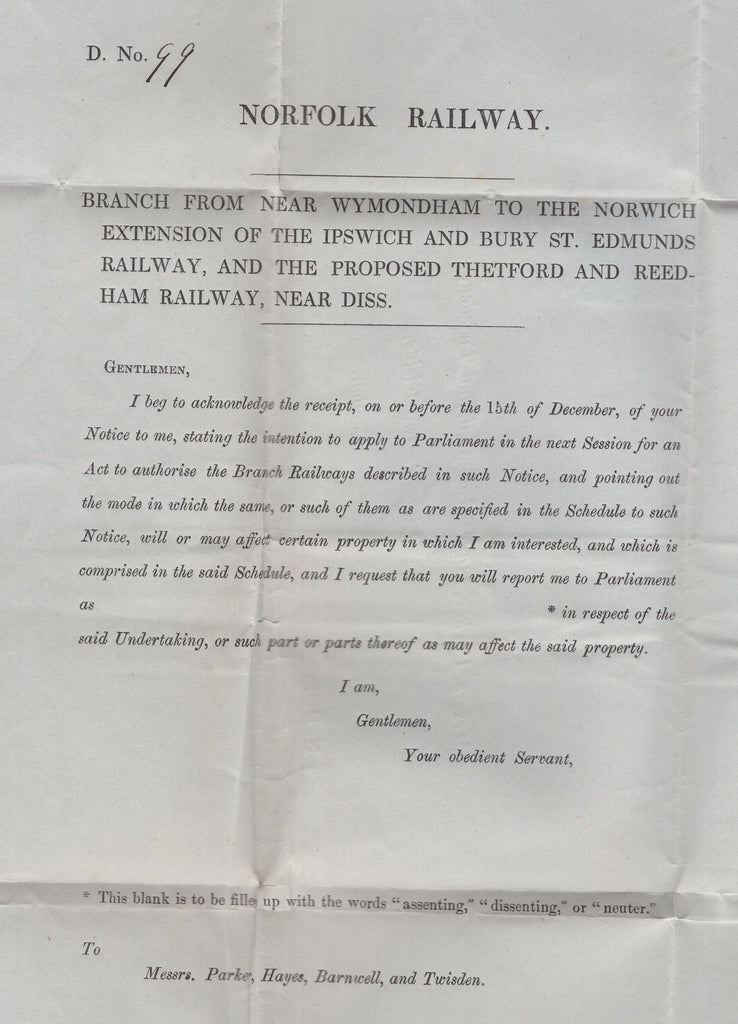 D. No. 99
NORFOLK RAILWAY.
BRANCH FROM NEAR WYMONDHAM TO THE NORWICH
EXTENSION OF THE IPSWICH AND BURY ST. EDMUNDS
RAILWAY, AND THE PROPOSED THETFORD AND REED-
HAM RAILWAY, NEAR DISS.
GENTLEMEN,
I beg to acknowledge the receipt, on or before the 15th of December, of your
Notice to me, stating the intention to apply to Parliament in the next Session for an
Act to authorise the Branch Railways described in such Notice, and pointing out
the mode in which the same, or such of them as are specified in the Schedule to such
Notice, will or may affect certain property in which I am interested, and which is
comprised in the said Schedule, and I request that you will report me to Parliament
as * in respect of the
said Undertaking, or such part or parts thereof as may affect the said property.
I am,
Gentlemen,
Your obedient Servant,
* This blank is to be filled up with the words "assenting," "dissenting," or "neuter."
To
Messrs. Parker, Hayes, Barnwell, and Twisden.